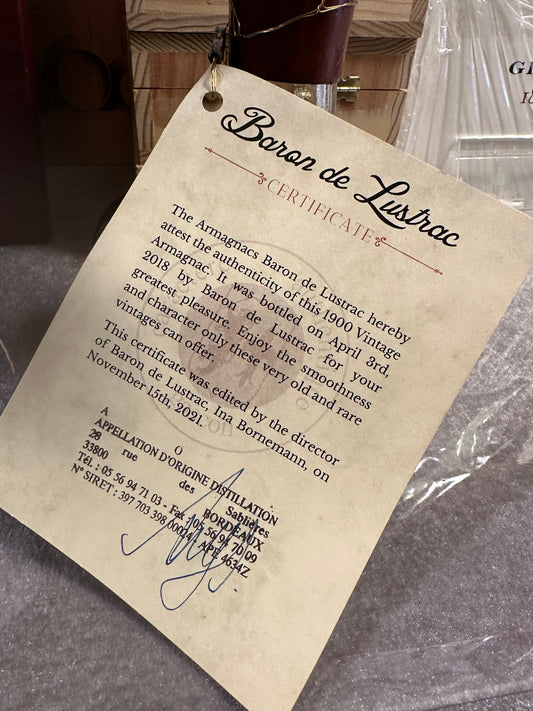 Baron de Lustrac
CERTIFICATE
The Armagnacs Baron de Lustrac hereby
attest the authenticity of this 1900 Vintage
Armagnac. It was bottled on April 3rd,
2018 by Baron de Lustrac for your
greatest pleasure. Enjoy the smoothness
and character only these very old and rare
vintages can offer.
This certificate was edited by the director
of Baron de Lustrac, Ina Bornemann, on
November 15th, 2021.
A O
APPELLATION D'ORIGINE DISTILLATION
28 rue des Sablières
33800 BORDEAUX
Tél. : 05 56 94 71 03 - Fax : 05 56 94 70 09
N° SIRET : 397 703 398 00024 - APE 4634Z